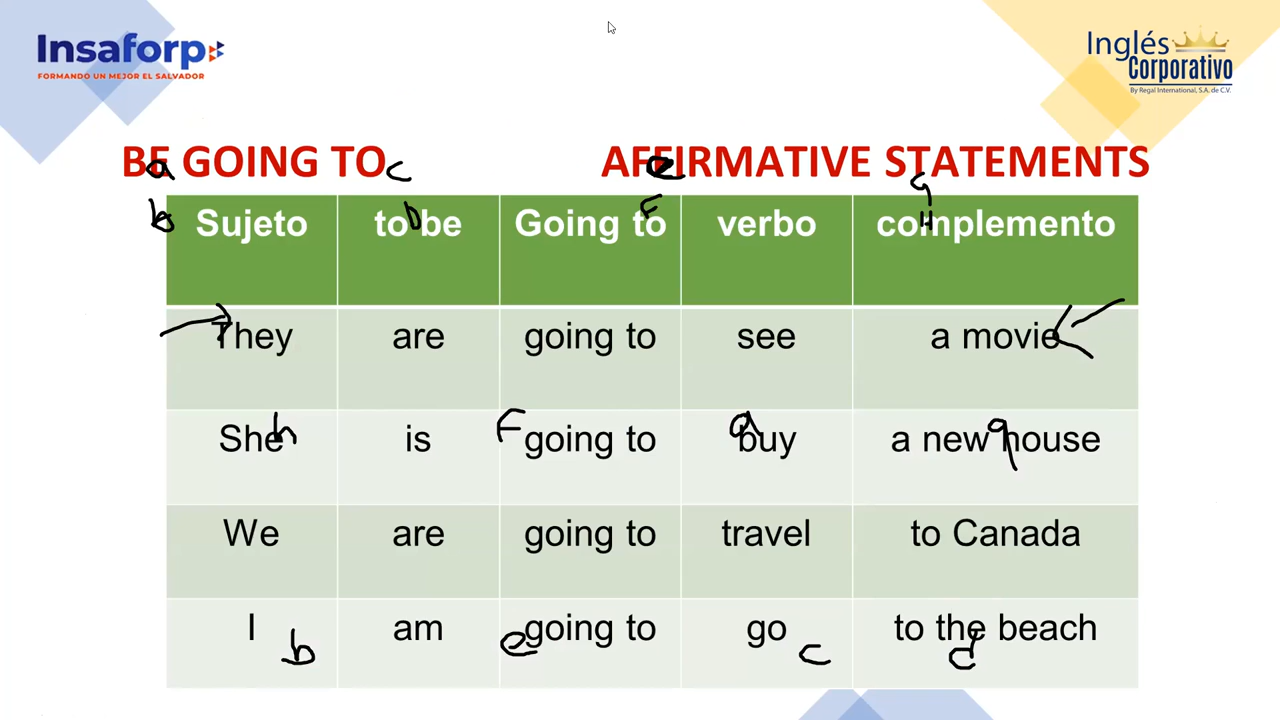 Insaforp
FORMANDO UN MEJOR EL SALVADOR
Inglés
Corporativo
By Regal International, S.A. de C.V.
BE GOING TO AFFIRMATIVE STATEMENTS
a c e g
b D F H
Sujeto to be Going to verbo complemento
They are going to see a movie
h F a q
She is going to buy a new house
We are going to travel to Canada
I am going to go to the beach
b e c d